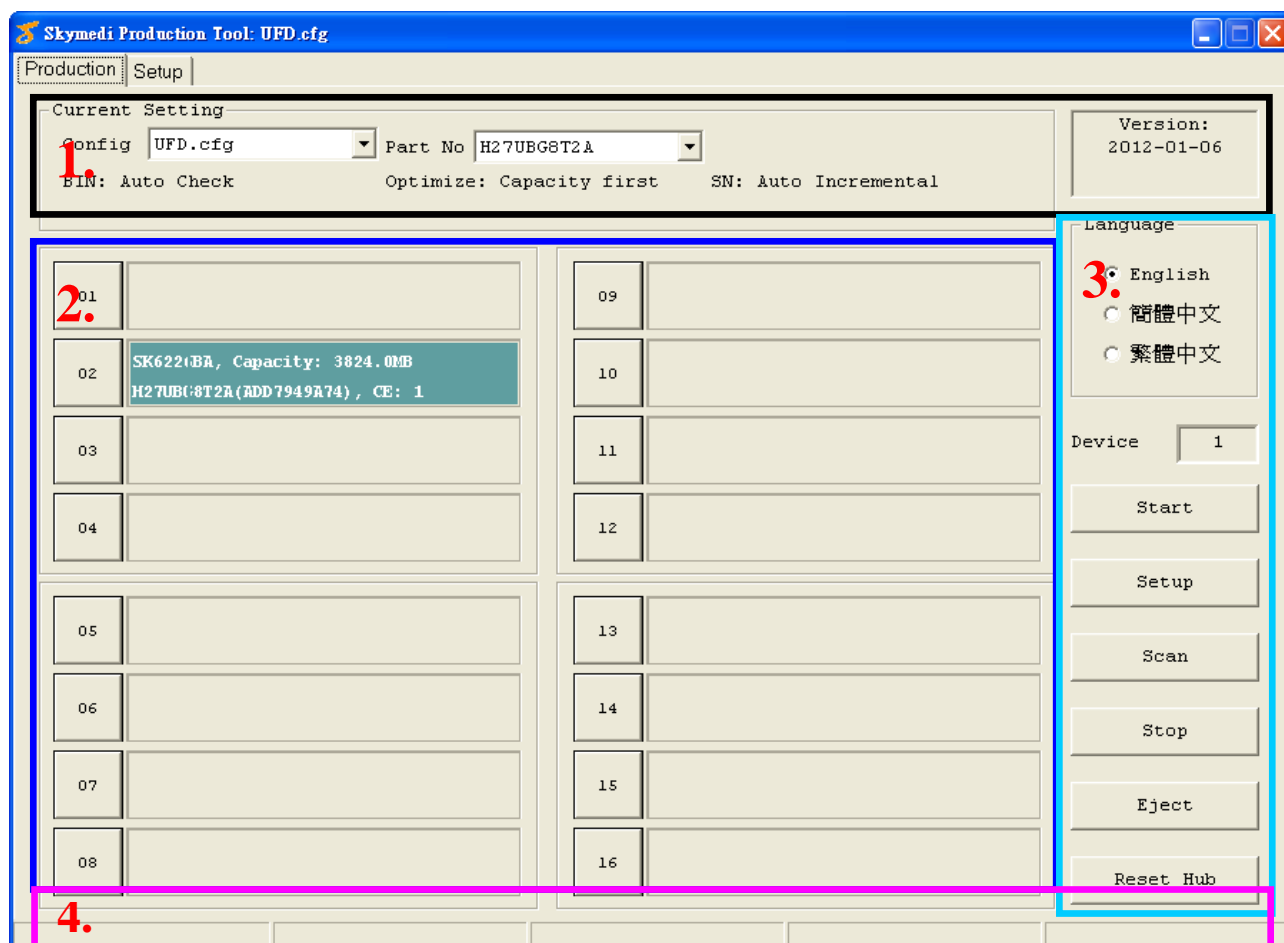 Skymedi Production Tool: UFD.cfg
Production Setup
Current Setting
Config UFD.cfg Part No H27UBG8T2A
1.
BIN: Auto Check Optimize: Capacity first SN: Auto Incremental
Version:
2012-01-06
2.
01
02 SK6226BA, Capacity: 3824.0MB
H27UBG8T2A(ADD7949A74), CE: 1
03
04
05
06
07
08
09
10
11
12
13
14
15
16
Language
3.
English
簡體中文
繁體中文
Device 1
Start
Setup
Scan
Stop
Eject
Reset Hub
4.